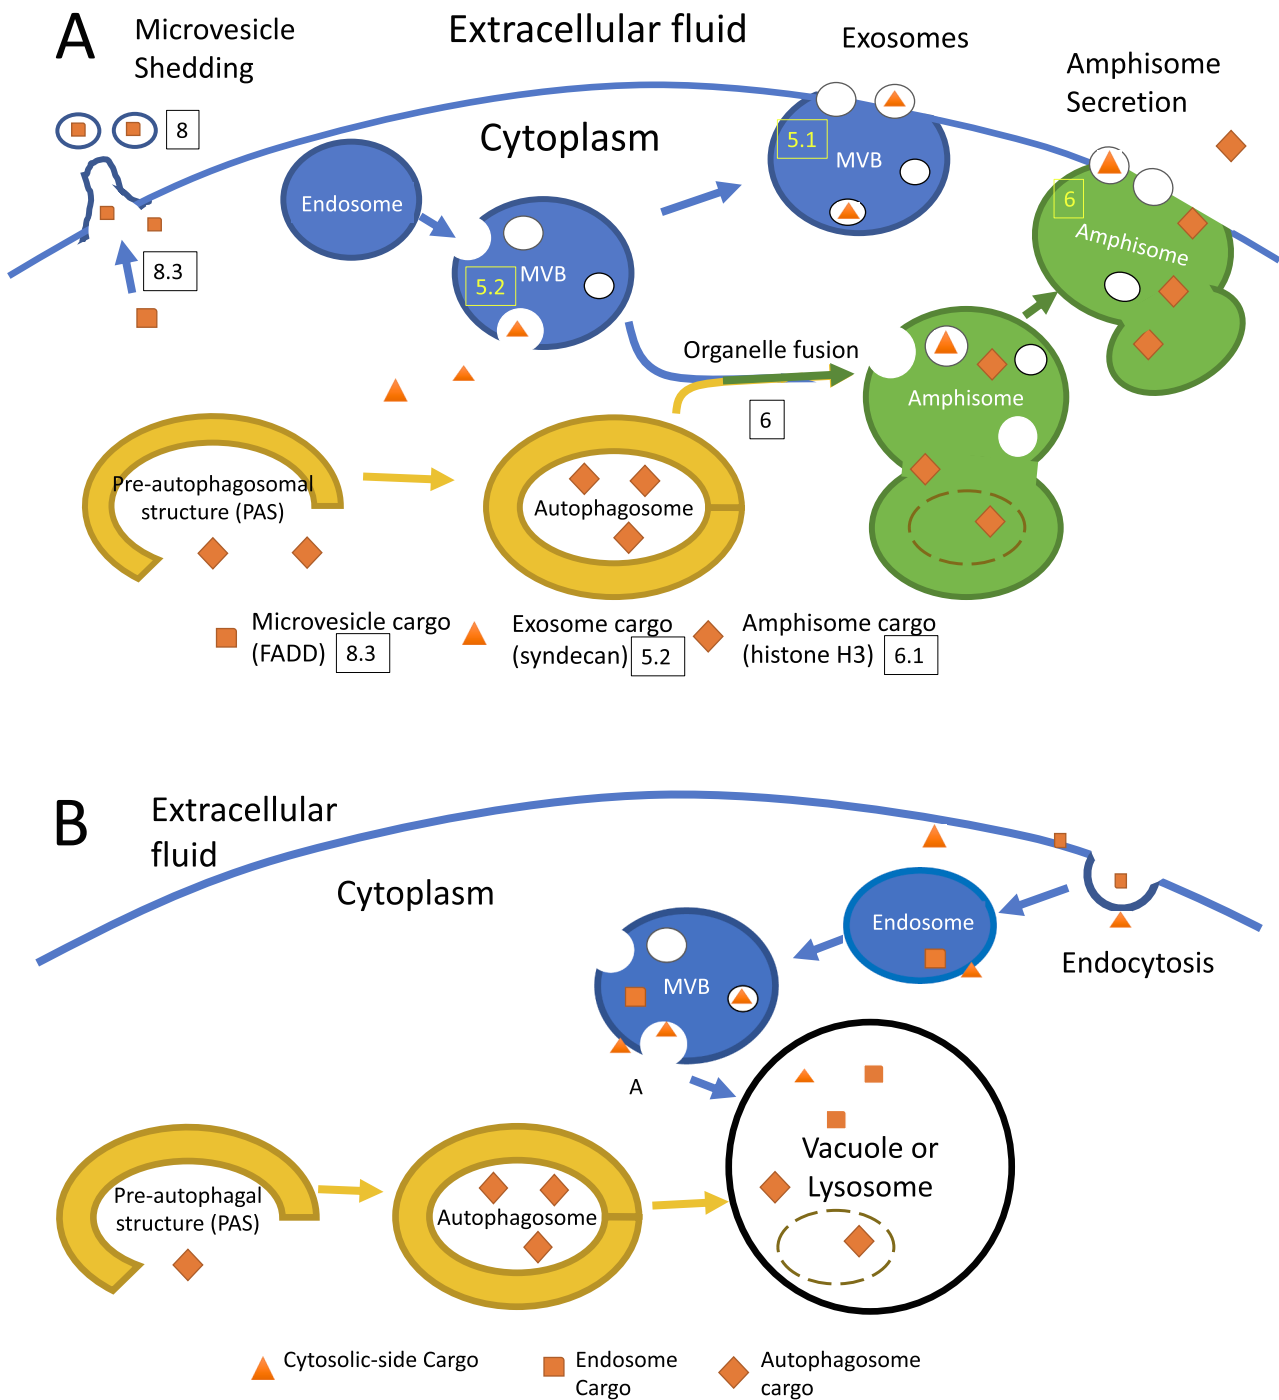 A
Microvesicle
Shedding
Extracellular fluid
Exosomes
Amphisome
Secretion
8
Cytoplasm
5.1
MVB
Endosome
6
Amphisome
8.3
5.2
MVB
Organelle fusion
6
Amphisome
Pre-autophagosomal
structure (PAS)
Autophagosome
Microvesicle cargo
(FADD)
8.3
Exosome cargo
(syndecan)
5.2
Amphisome cargo
(histone H3)
6.1
B
Extracellular
fluid
Cytoplasm
Endosome
Endocytosis
MVB
A
Vacuole or
Lysosome
Pre-autophagal
structure (PAS)
Autophagosome
Cytosolic-side Cargo
Endosome
Cargo
Autophagosome
cargo